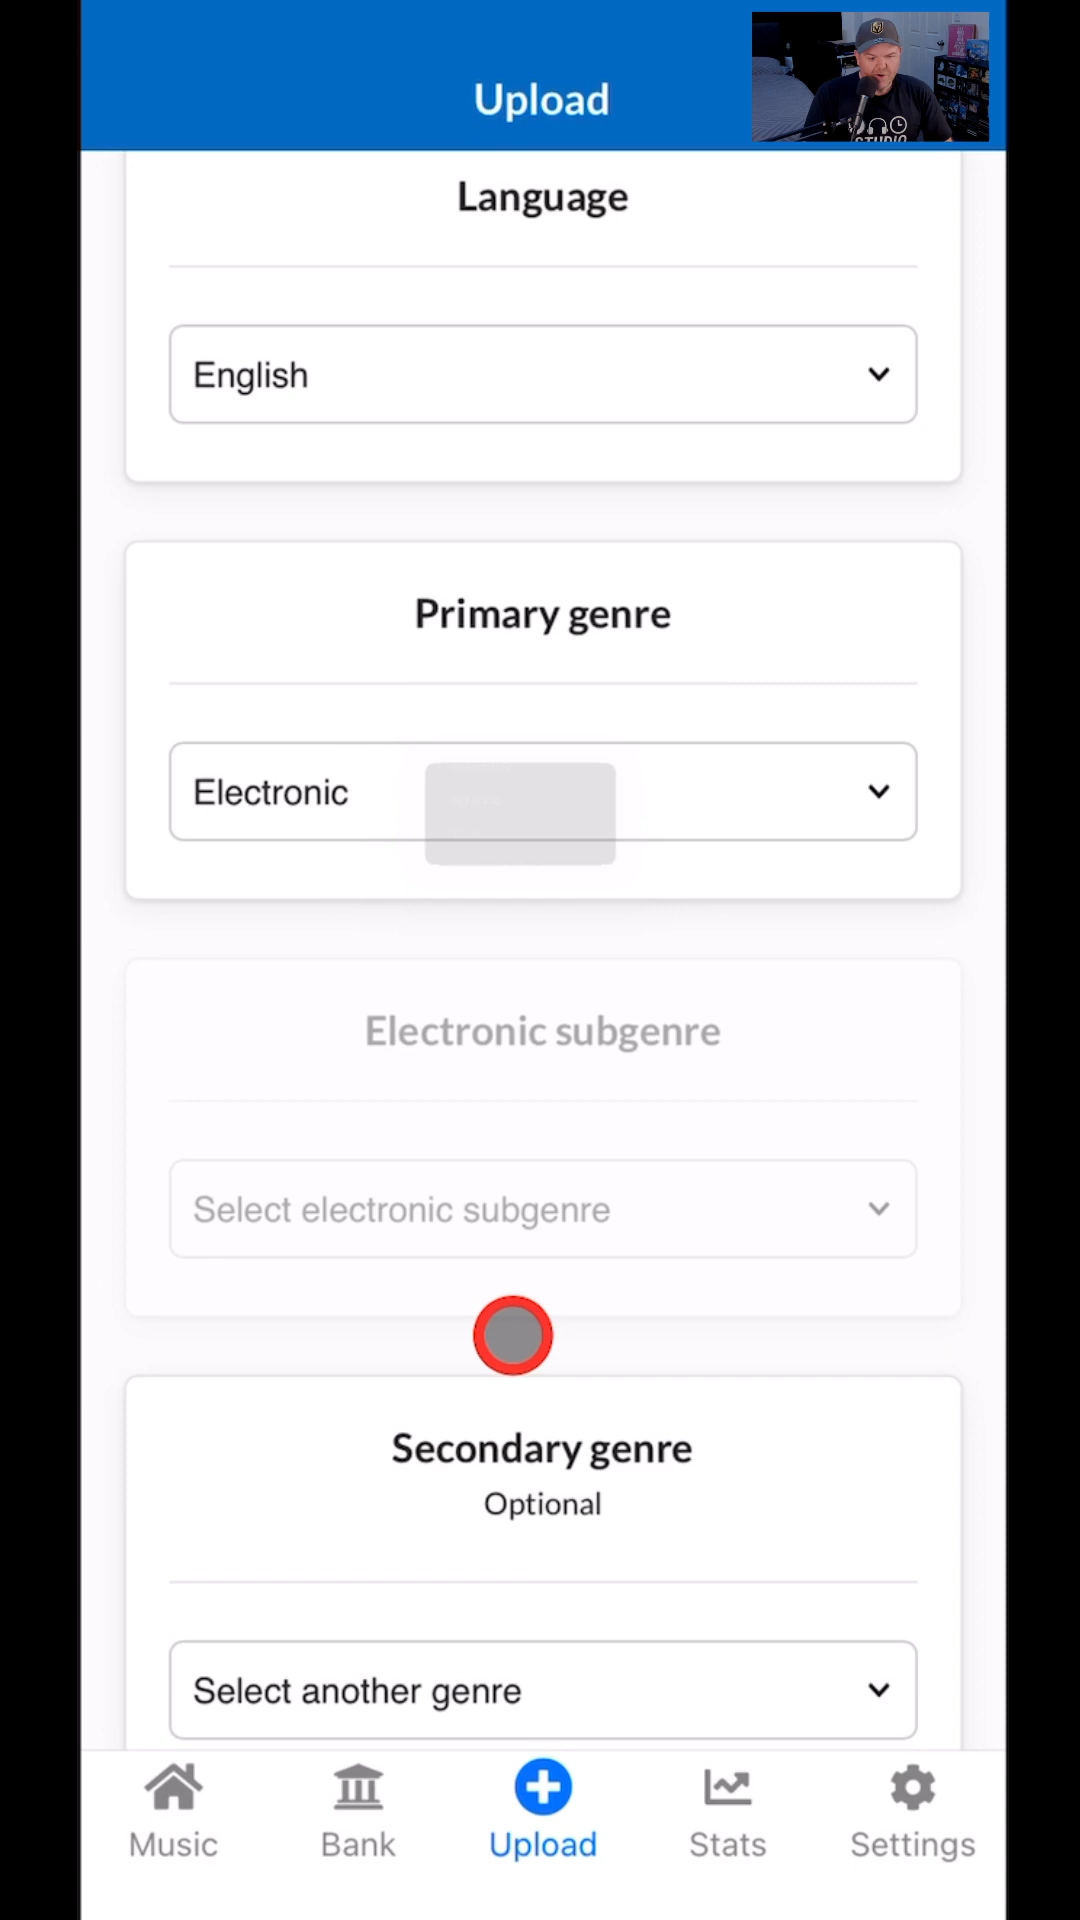 Upload
STUDIO
Language
English
Primary genre
Electronic
Electronic subgenre
Select electronic subgenre
Secondary genre
Optional
Select another genre
Music
Bank
Upload
Stats
Settings